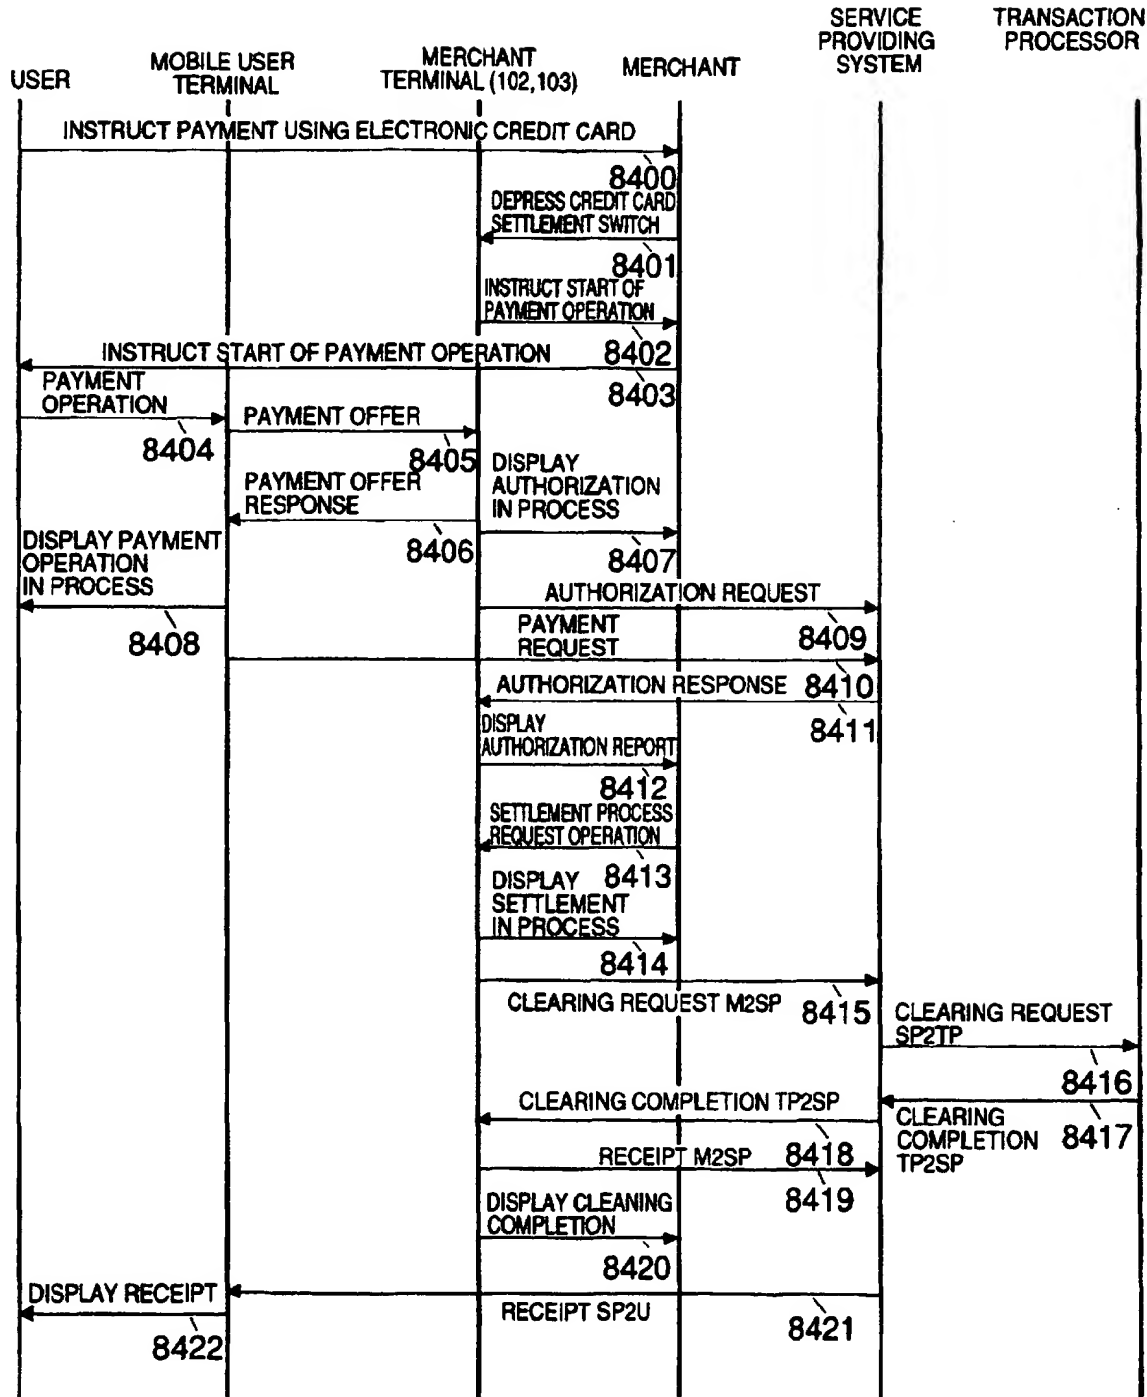 SERVICE
PROVIDING
SYSTEM
TRANSACTION
PROCESSOR
USER
MOBILE USER
TERMINAL
MERCHANT
TERMINAL (102,103)
MERCHANT
INSTRUCT PAYMENT USING ELECTRONIC CREDIT CARD
8400
DEPRESS CREDIT CARD
SETTLEMENT SWITCH
8401
INSTRUCT START OF
PAYMENT OPERATION
8402
INSTRUCT START OF PAYMENT OPERATION
8403
PAYMENT
OPERATION
8404
PAYMENT OFFER
8405
PAYMENT OFFER
RESPONSE
8406
DISPLAY
AUTHORIZATION
IN PROCESS
8407
DISPLAY PAYMENT
OPERATION
IN PROCESS
8408
AUTHORIZATION REQUEST
8409
PAYMENT
REQUEST
8410
AUTHORIZATION RESPONSE
8411
DISPLAY
AUTHORIZATION REPORT
8412
SETTLEMENT PROCESS
REQUEST OPERATION
8413
DISPLAY
SETTLEMENT
IN PROCESS
8414
CLEARING REQUEST M2SP
8415
CLEARING REQUEST
SP2TP
8416
CLEARING
COMPLETION
TP2SP
8417
CLEARING COMPLETION TP2SP
8418
RECEIPT M2SP
8419
DISPLAY CLEANING
COMPLETION
8420
RECEIPT SP2U
8421
DISPLAY RECEIPT
8422